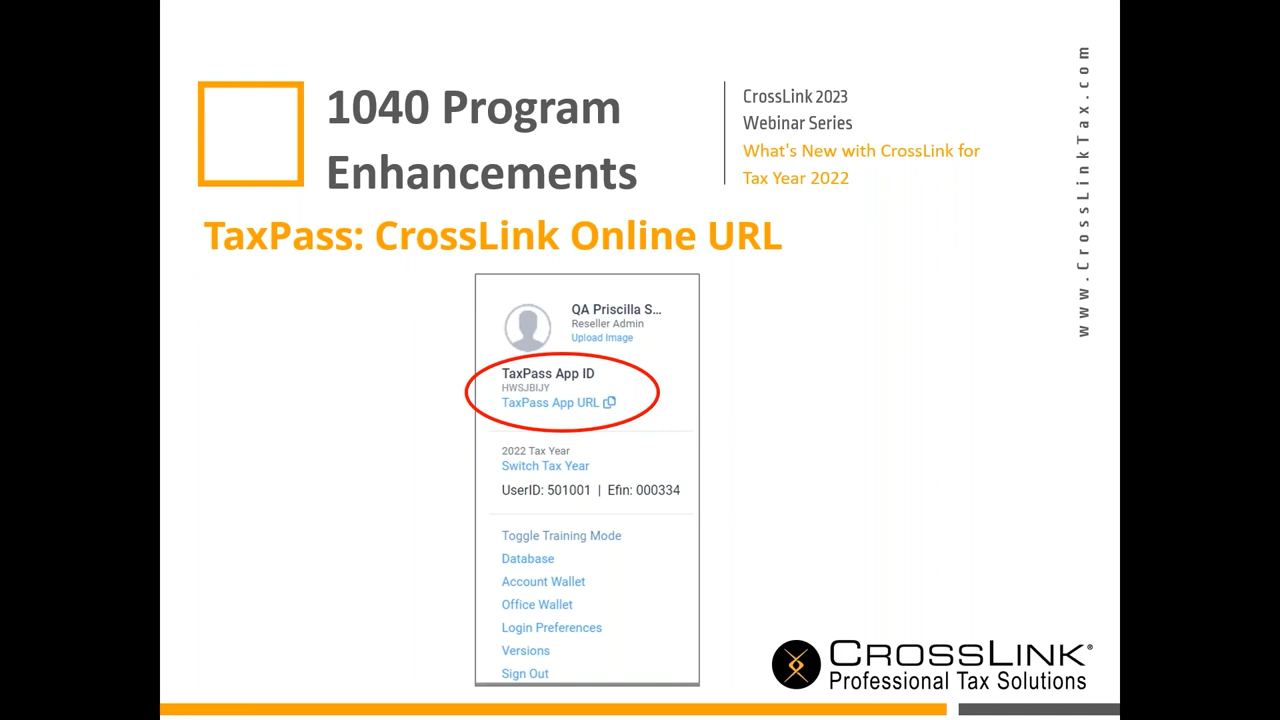 1040 Program
Enhancements
CrossLink 2023
Webinar Series
What's New with CrossLink for
Tax Year 2022
www.CrossLinkTax.com
TaxPass: CrossLink Online URL
QA Priscilla S...
Reseller Admin
Upload Image
TaxPass App ID
HWSJBIJY
TaxPass App URL
2022 Tax Year
Switch Tax Year
UserID: 501001 | Efin: 000334
Toggle Training Mode
Database
Account Wallet
Office Wallet
Login Preferences
Versions
Sign Out
CROSSLINK®
Professional Tax Solutions